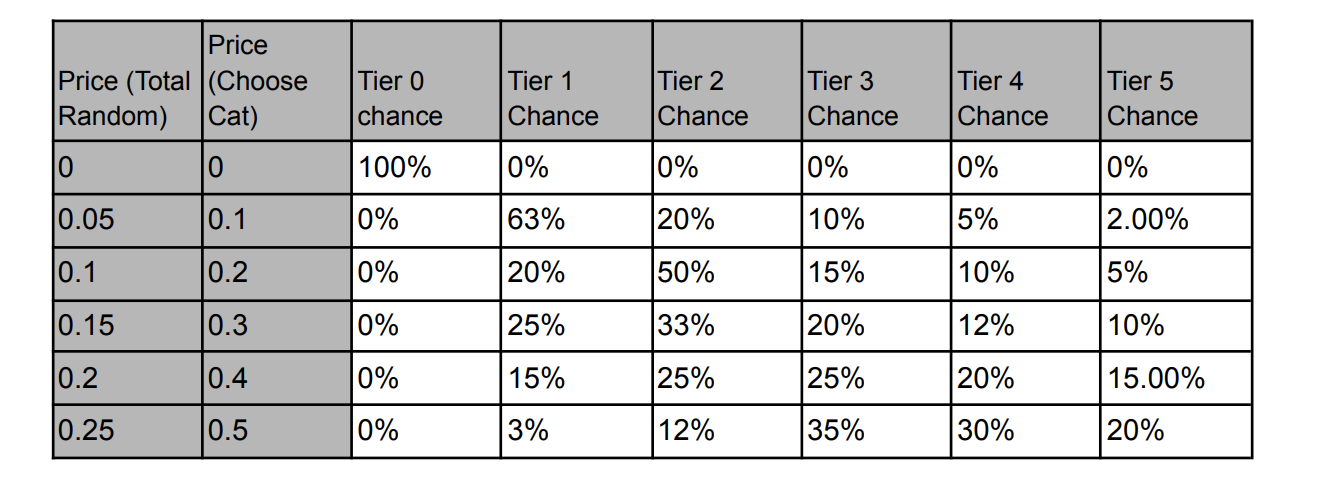 Price (Total Random) Price (Choose Cat) Tier 0 chance Tier 1 Chance Tier 2 Chance Tier 3 Chance Tier 4 Chance Tier 5 Chance
0 0 100% 0% 0% 0% 0% 0%
0.05 0.1 0% 63% 20% 10% 5% 2.00%
0.1 0.2 0% 20% 50% 15% 10% 5%
0.15 0.3 0% 25% 33% 20% 12% 10%
0.2 0.4 0% 15% 25% 25% 20% 15.00%
0.25 0.5 0% 3% 12% 35% 30% 20%